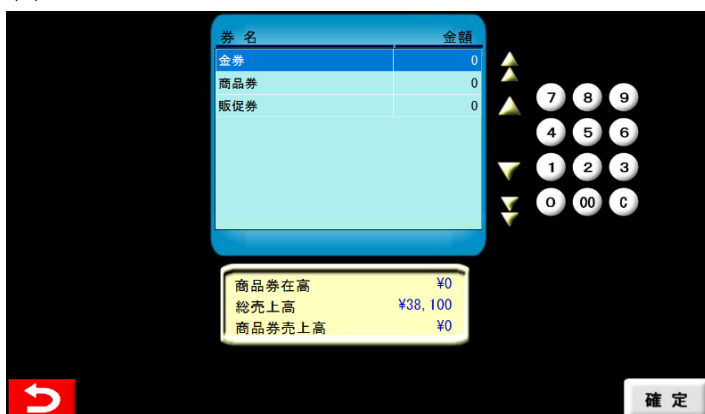 券 名 金額
金券 0
商品券 0
販促券 0
7 8 9
4 5 6
1 2 3
0 00 C
商品券在高 ¥0
総売上高 ¥38,100
商品券売上高 ¥0
確 定